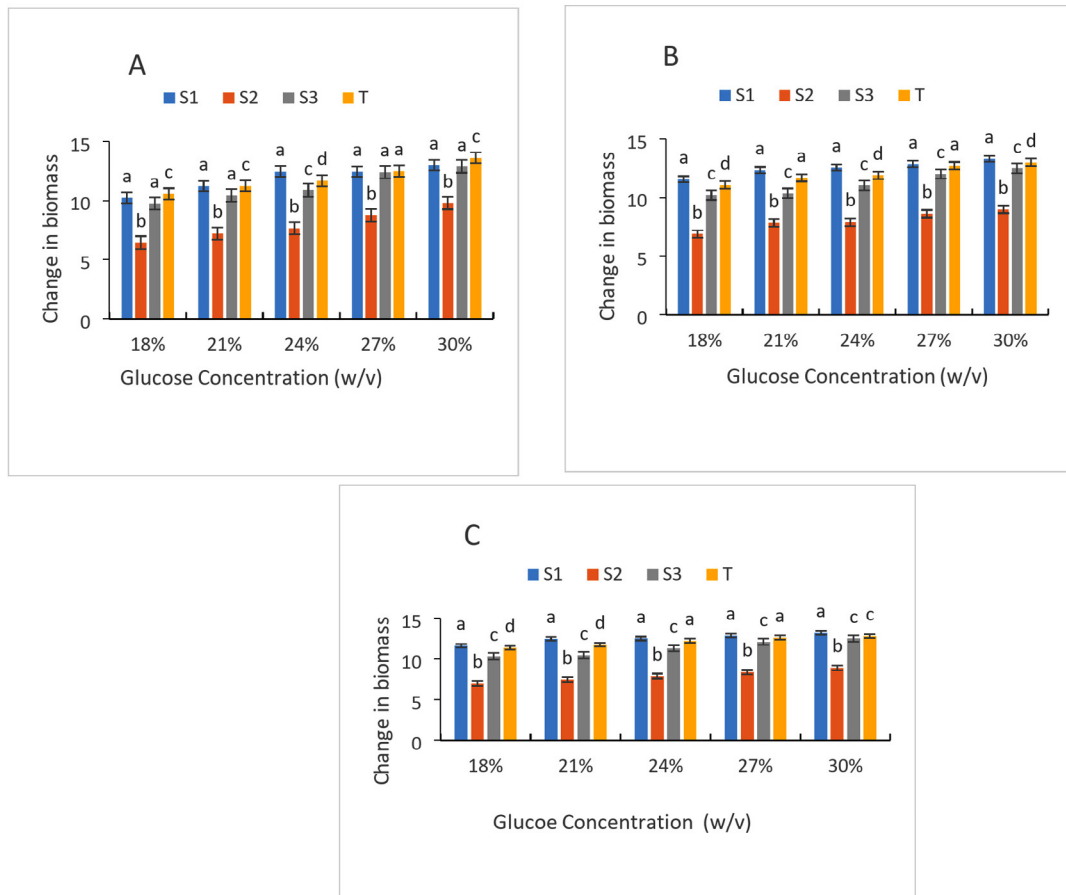 A
S1 S2 S3 T
Change in biomass
15
10
5
0
a b a c
a b a a
a b c d
a b a a
a b a c
18% 21% 24% 27% 30%
Glucose Concentration (w/v)
B
S1 S2 S3 T
Change in biomass
15
10
5
0
a b c d
a b c a
a b c d
a b c a
a b c d
18% 21% 24% 27% 30%
Glucose Concentration (w/v)
C
S1 S2 S3 T
Change in biomass
15
10
5
0
a b c d
a b c d
a b c a
a b c a
a b c c
18% 21% 24% 27% 30%
Glucoe Concentration (w/v)